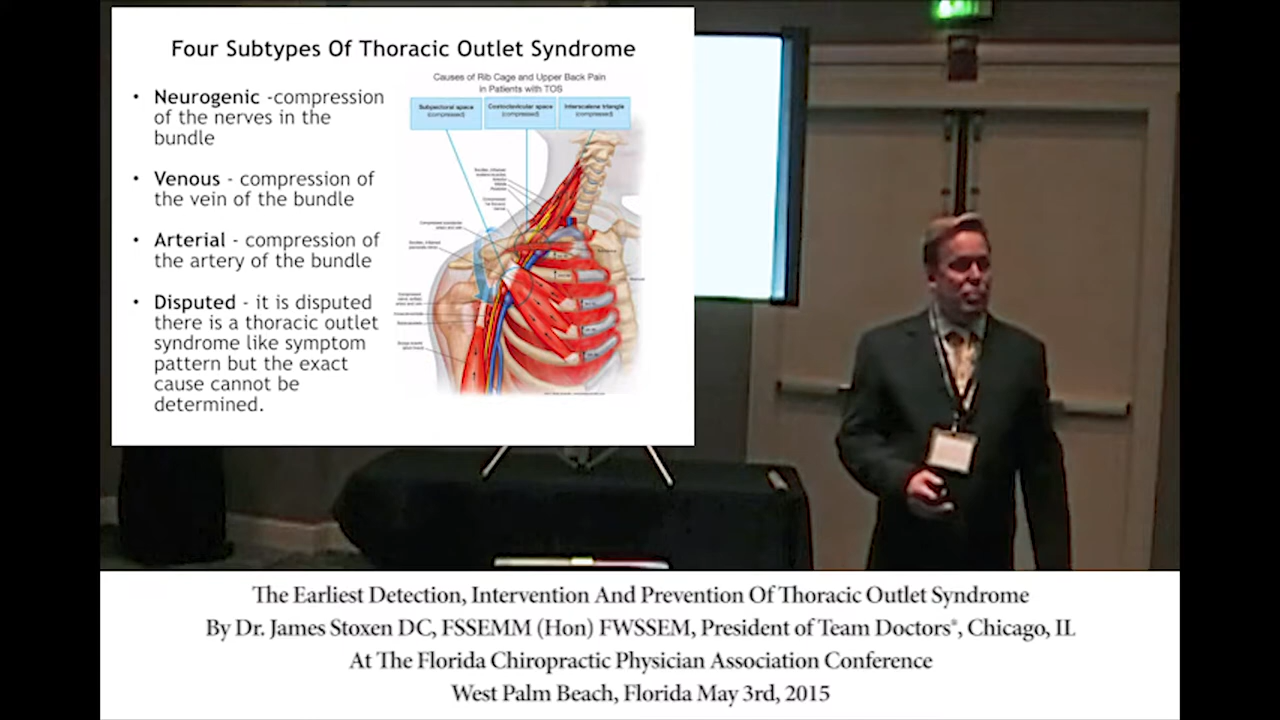 Four Subtypes Of Thoracic Outlet Syndrome
• Neurogenic -compression
of the nerves in the
bundle
• Venous - compression of
the vein of the bundle
• Arterial - compression of
the artery of the bundle
• Disputed - it is disputed
there is a thoracic outlet
syndrome like symptom
pattern but the exact
cause cannot be
determined.
Causes of Rib Cage and Upper Back Pain
in Patients with TOS
Subpectoral space
(compressed)
Costoclavicular space
(compressed)
Interscalene triangle
(compressed)
The Earliest Detection, Intervention And Prevention Of Thoracic Outlet Syndrome
By Dr. James Stoxen DC, FSSEMM (Hon) FWSSEM, President of Team Doctors®, Chicago, IL
At The Florida Chiropractic Physician Association Conference
West Palm Beach, Florida May 3rd, 2015